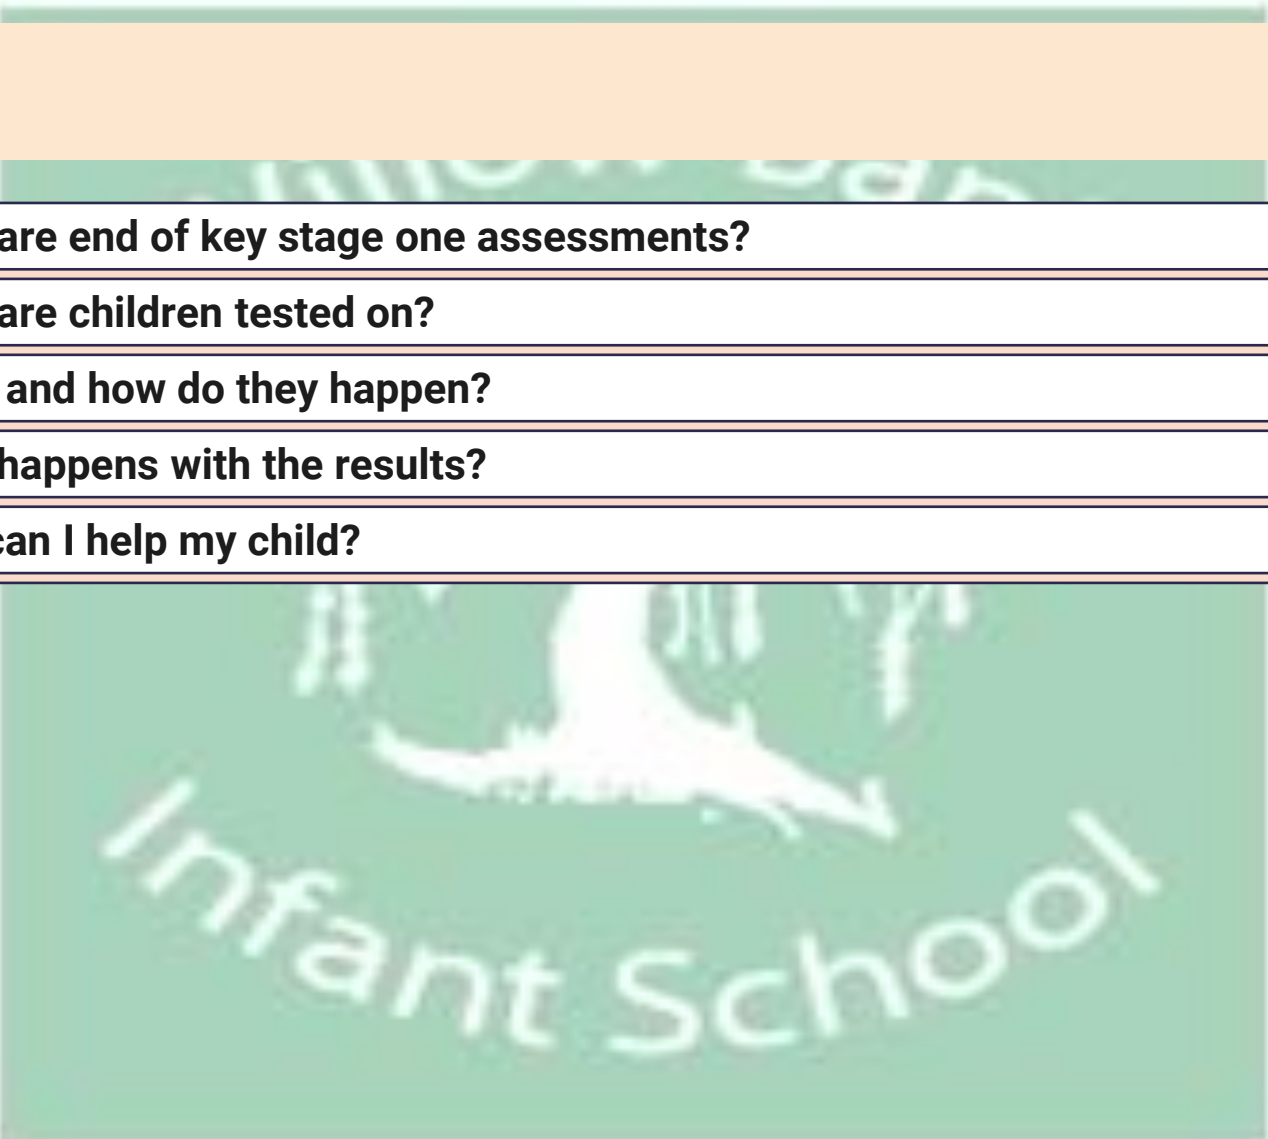 are end of key stage one assessments?
are children tested on?
and how do they happen?
happens with the results?
can I help my child?
Infant School